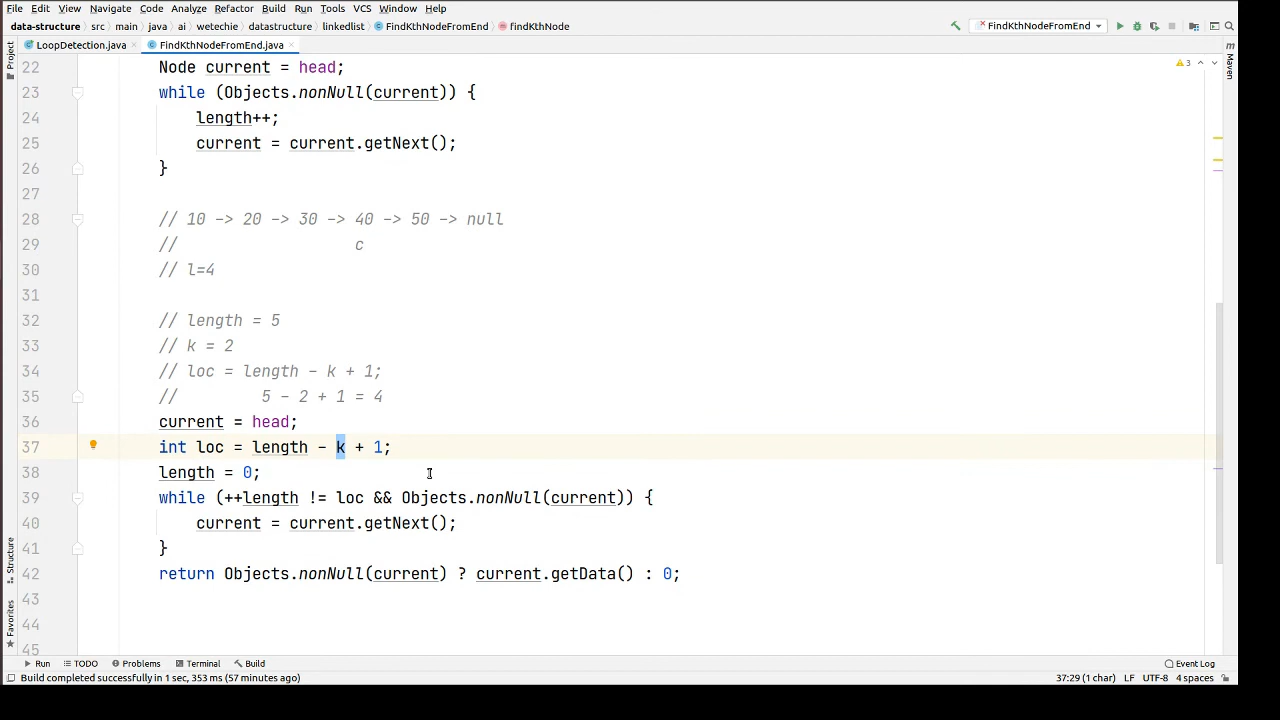 File Edit View Navigate Code Analyze Refactor Build Run Tools VCS Window Help
data-structure src main java ai wetechie datastructure linkedlist FindKthNodeFromEnd findKthNode FindKthNodeFromEnd
LoopDetection.java FindKthNodeFromEnd.java
Project
Maven
3
22 Node current = head;
23 while (Objects.nonNull(current)) {
24 length++;
25 current = current.getNext();
26 }
27
28 // 10 -> 20 -> 30 -> 40 -> 50 -> null
29 // c
30 // l=4
31
32 // length = 5
33 // k = 2
34 // loc = length - k + 1;
35 // 5 - 2 + 1 = 4
36 current = head;
37 int loc = length - k + 1;
38 length = 0;
39 while (++length != loc && Objects.nonNull(current)) {
40 current = current.getNext();
41 }
42 return Objects.nonNull(current) ? current.getData() : 0;
43
44
45
Structure
Favorites
Run TODO Problems Terminal Build Event Log
Build completed successfully in 1 sec, 353 ms (57 minutes ago) 37:29 (1 char) LF UTF-8 4 spaces